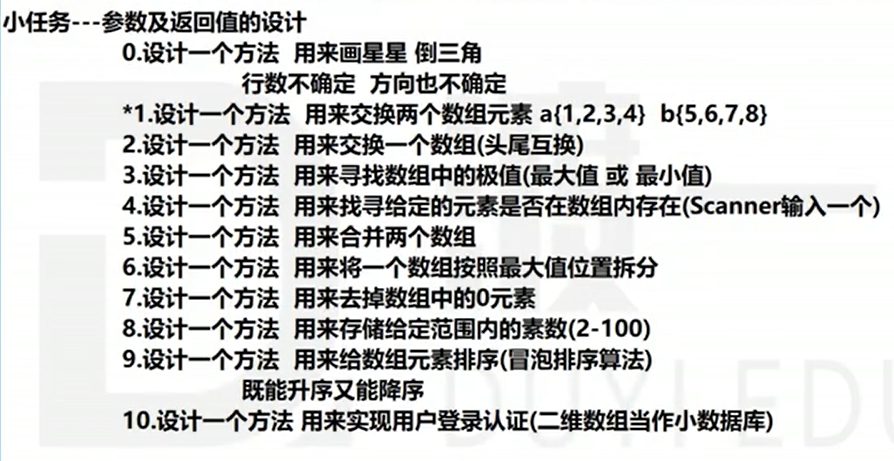 小任务---参数及返回值的设计
0.设计一个方法 用来画星星 倒三角
行数不确定 方向也不确定
*1.设计一个方法 用来交换两个数组元素 a{1,2,3,4} b{5,6,7,8}
2.设计一个方法 用来交换一个数组(头尾互换)
3.设计一个方法 用来寻找数组中的极值(最大值 或 最小值)
4.设计一个方法 用来找寻给定的元素是否在数组内存在(Scanner输入一个)
5.设计一个方法 用来合并两个数组
6.设计一个方法 用来将一个数组按照最大值位置拆分
7.设计一个方法 用来去掉数组中的0元素
8.设计一个方法 用来存储给定范围内的素数(2-100)
9.设计一个方法 用来给数组元素排序(冒泡排序算法)
既能升序又能降序
10.设计一个方法 用来实现用户登录认证(二维数组当作小数据库)
DUYI EDU